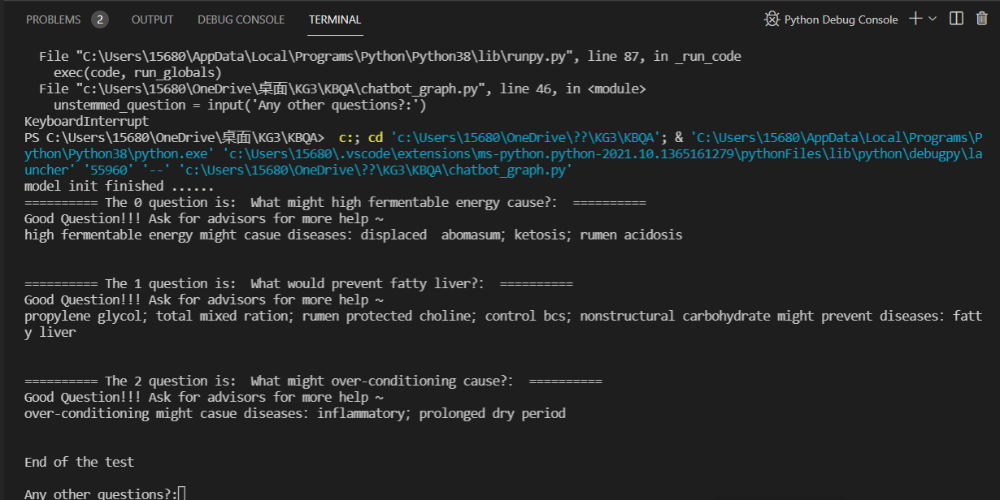 PROBLEMS 2 OUTPUT DEBUG CONSOLE TERMINAL Python Debug Console
File "C:\Users\15680\AppData\Local\Programs\Python\Python38\lib\runpy.py", line 87, in _run_code
exec(code, run_globals)
File "c:\Users\15680\OneDrive\桌面\KG3\KBQA\chatbot_graph.py", line 46, in <module>
unstemmed_question = input('Any other questions?:')
KeyboardInterrupt
PS C:\Users\15680\OneDrive\桌面\KG3\KBQA> c:; cd 'c:\Users\15680\OneDrive\??\KG3\KBQA'; & 'C:\Users\15680\AppData\Local\Programs\P
ython\Python38\python.exe' 'c:\Users\15680\.vscode\extensions\ms-python.python-2021.10.1365161279\pythonFiles\lib\python\debugpy\la
uncher' '55960' '--' 'c:\Users\15680\OneDrive\??\KG3\KBQA\chatbot_graph.py'
model init finished ......
========== The 0 question is:  What might high fermentable energy cause?:  ==========
Good Question!!! Ask for advisors for more help ~
high fermentable energy might casue diseases: displaced  abomasum; ketosis; rumen acidosis
========== The 1 question is:  What would prevent fatty liver?:  ==========
Good Question!!! Ask for advisors for more help ~
propylene glycol; total mixed ration; rumen protected choline; control bcs; nonstructural carbohydrate might prevent diseases: fatt
y liver
========== The 2 question is:  What might over-conditioning cause?:  ==========
Good Question!!! Ask for advisors for more help ~
over-conditioning might casue diseases: inflammatory; prolonged dry period
End of the test
Any other questions?: